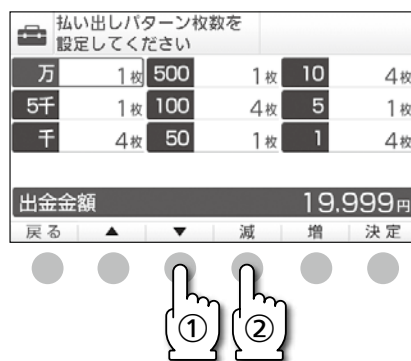 払い出しパターン枚数を
設定してください
万 1枚 500 1枚 10 4枚
5千 1枚 100 4枚 5 1枚
千 4枚 50 1枚 1 4枚
出金金額 19,999円
戻る ▲ ▼ 減 増 決定
① ②